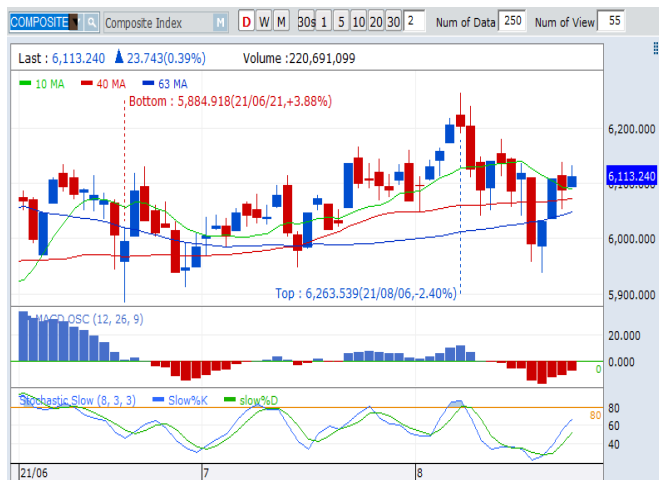 COMPOSITE Composite Index M D W M 30s 1 5 10 20 30 2 Num of Data 250 Num of View 55
Last : 6,113.240 ▲ 23.743(0.39%) Volume :220,691,099
10 MA 40 MA 63 MA
Bottom : 5,884.918(21/06/21,+3.88%)
6,200.000
6,113.240
6,100.000
6,000.000
Top : 6,263.539(21/08/06,-2.40%)
5,900.000
MACD OSC (12, 26, 9)
20.000
0.000
0
Stochastic Slow (8, 3, 3) Slow%K slow%D
80
80
60
40
21/06 7 8